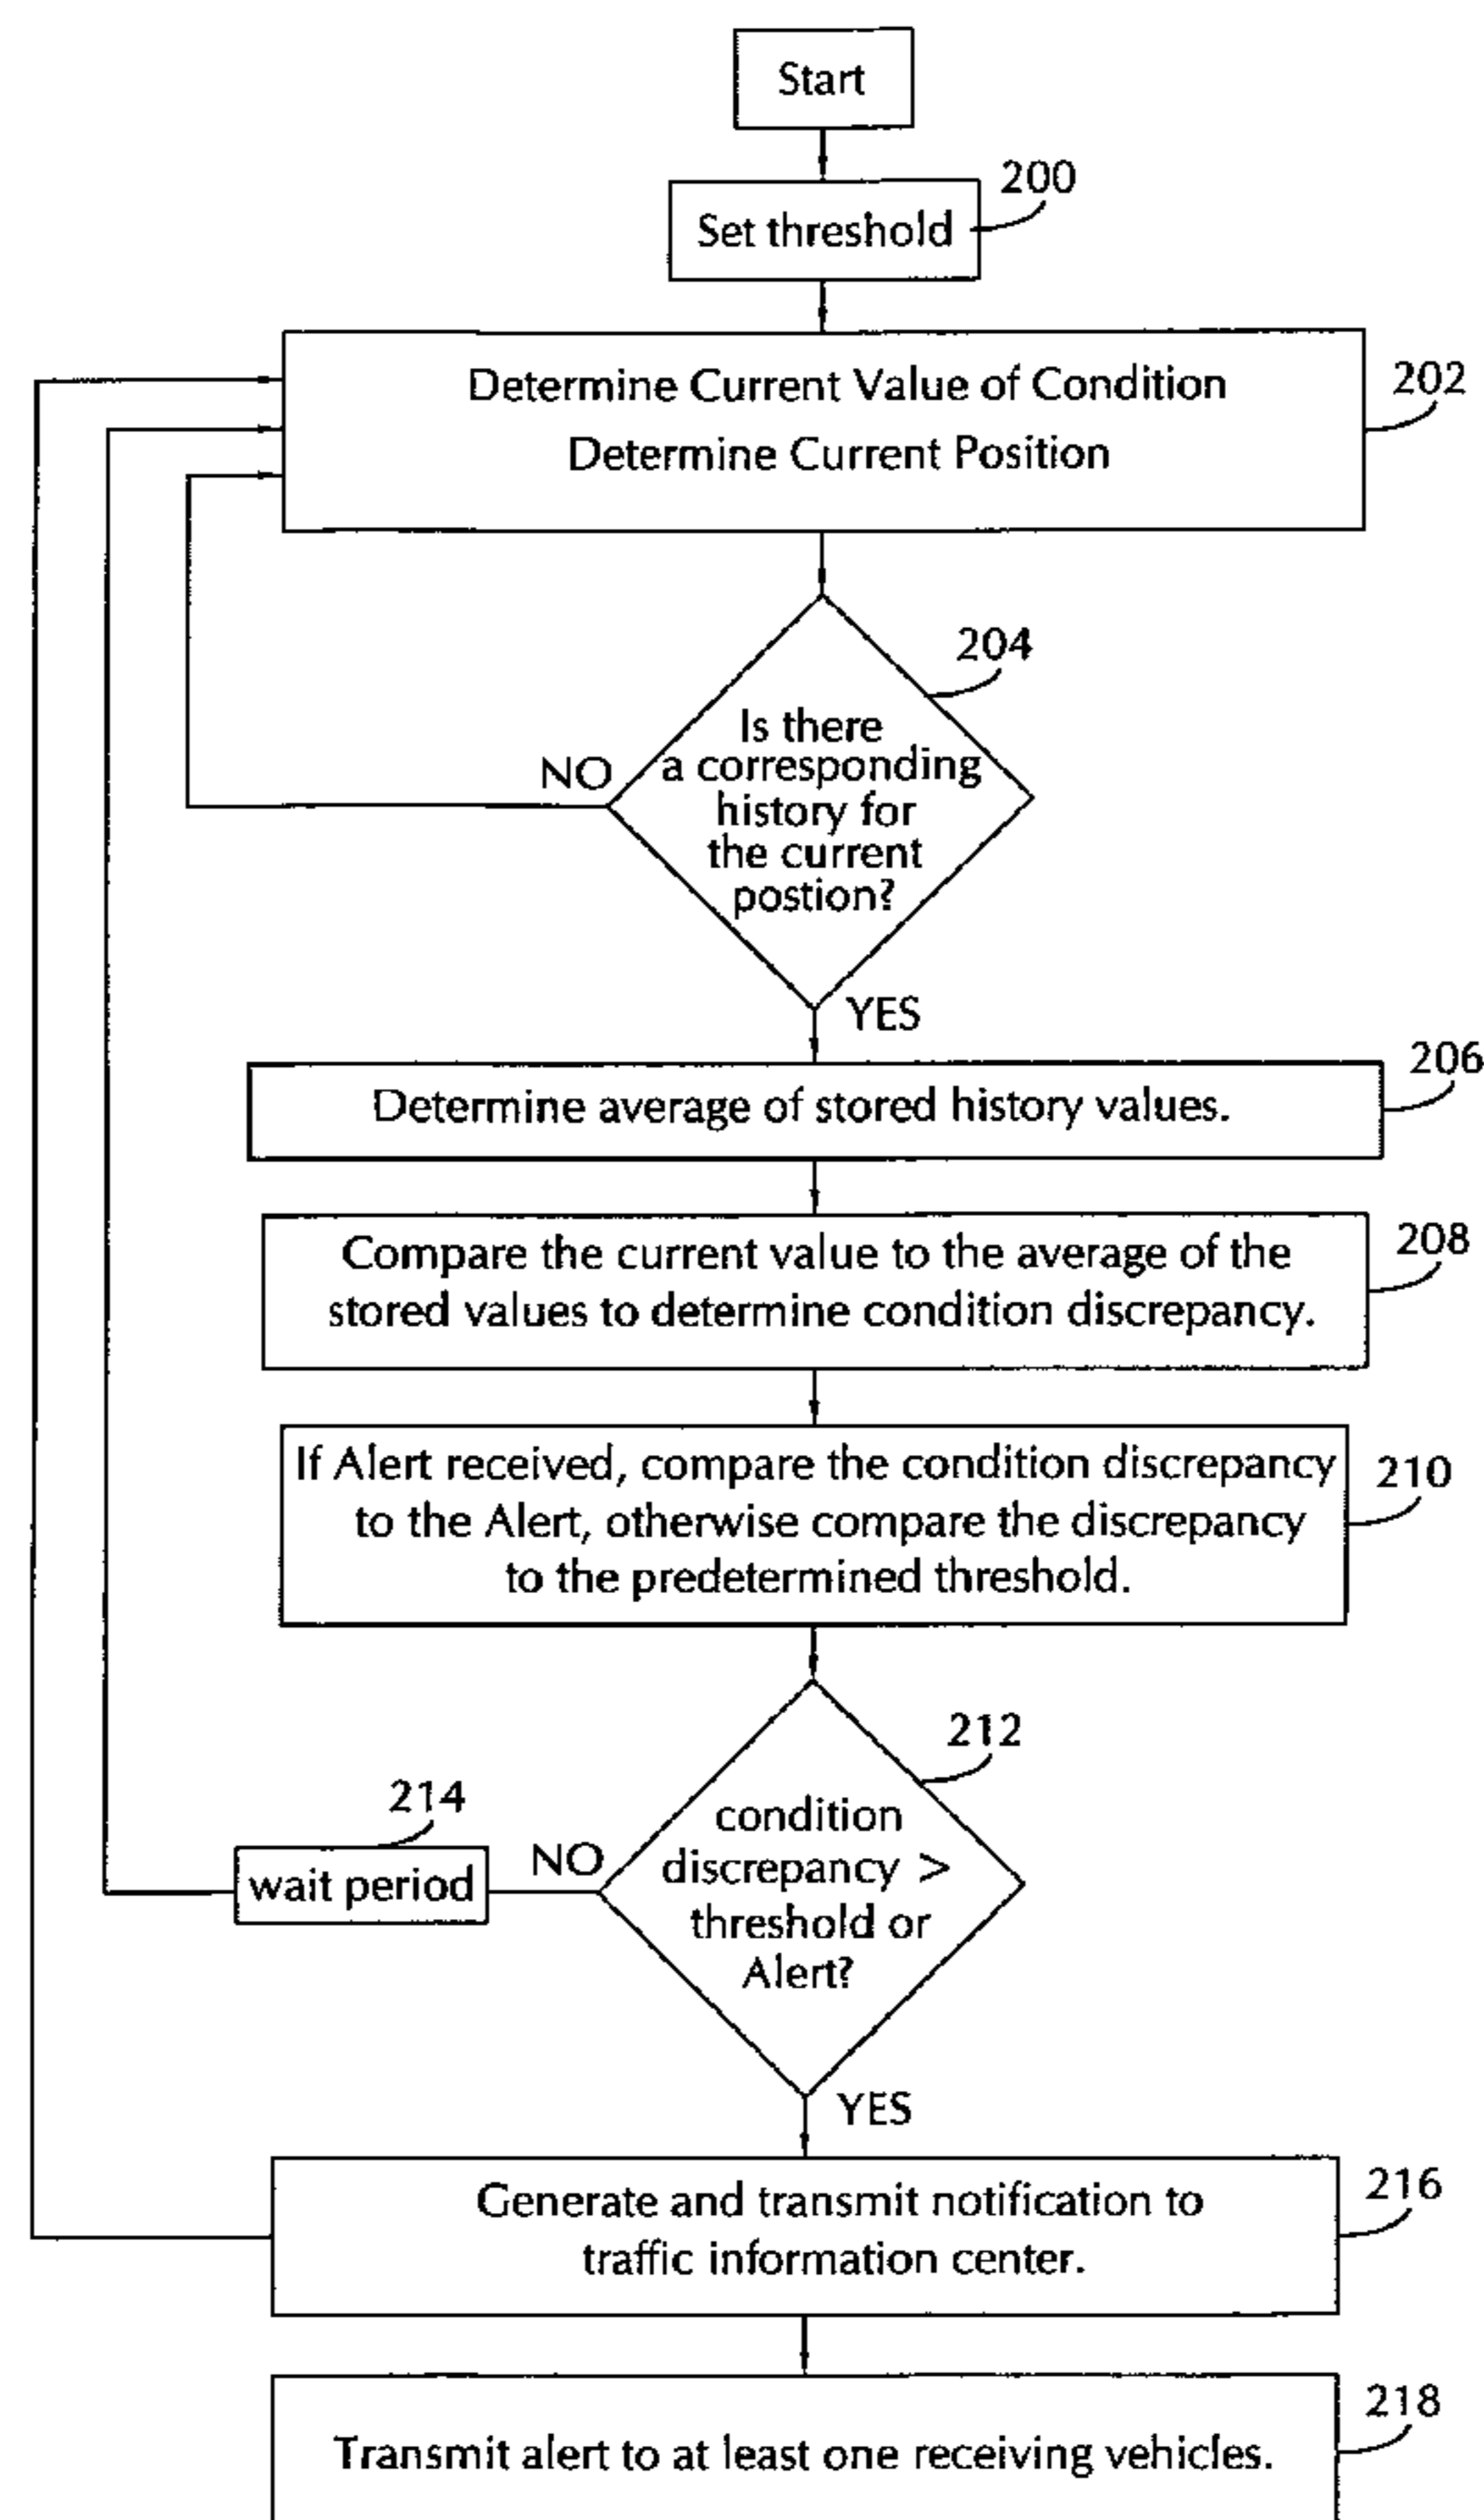 Start
200
Set threshold
202
Determine Current Value of Condition
Determine Current Position
204
Is there
a corresponding
history for
the current
postion?
NO
YES
206
Determine average of stored history values.
208
Compare the current value to the average of the
stored values to determine condition discrepancy.
210
If Alert received, compare the condition discrepancy
to the Alert, otherwise compare the discrepancy
to the predetermined threshold.
212
condition
discrepancy >
threshold or
Alert?
214
NO
wait period
YES
216
Generate and transmit notification to
traffic information center.
218
Transmit alert to at least one receiving vehicles.